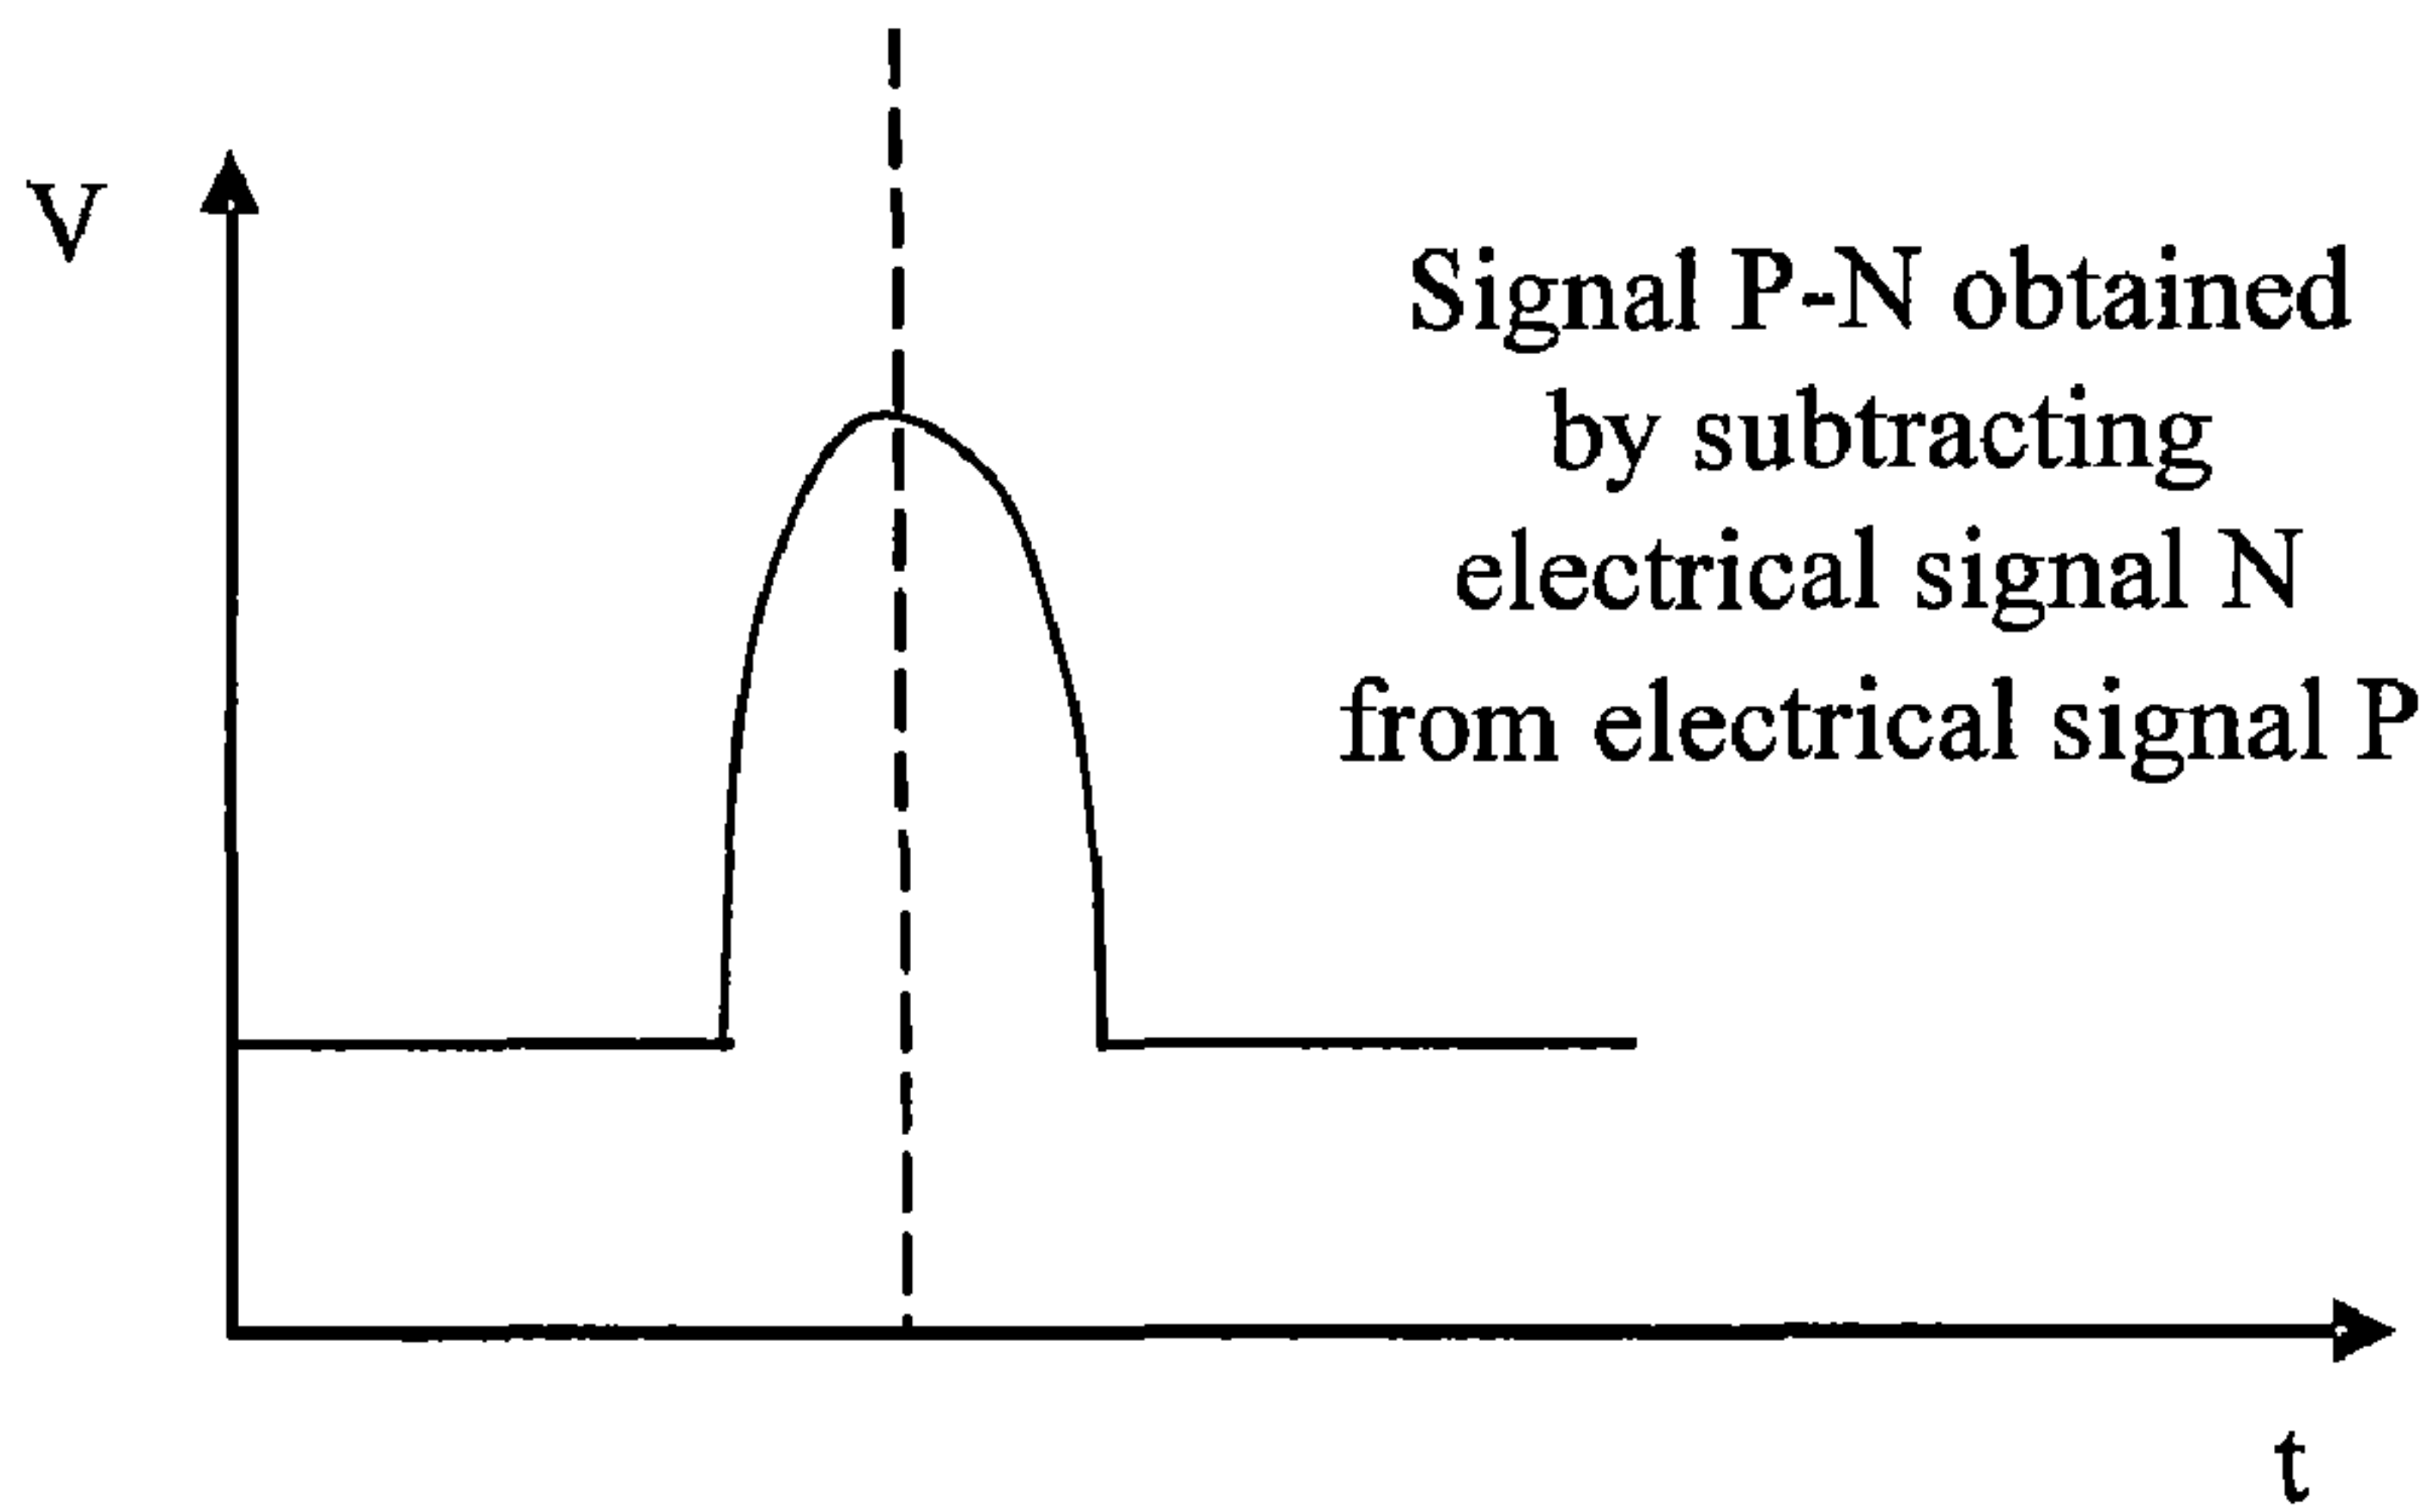 V
Signal P-N obtained
by subtracting
electrical signal N
from electrical signal P
t